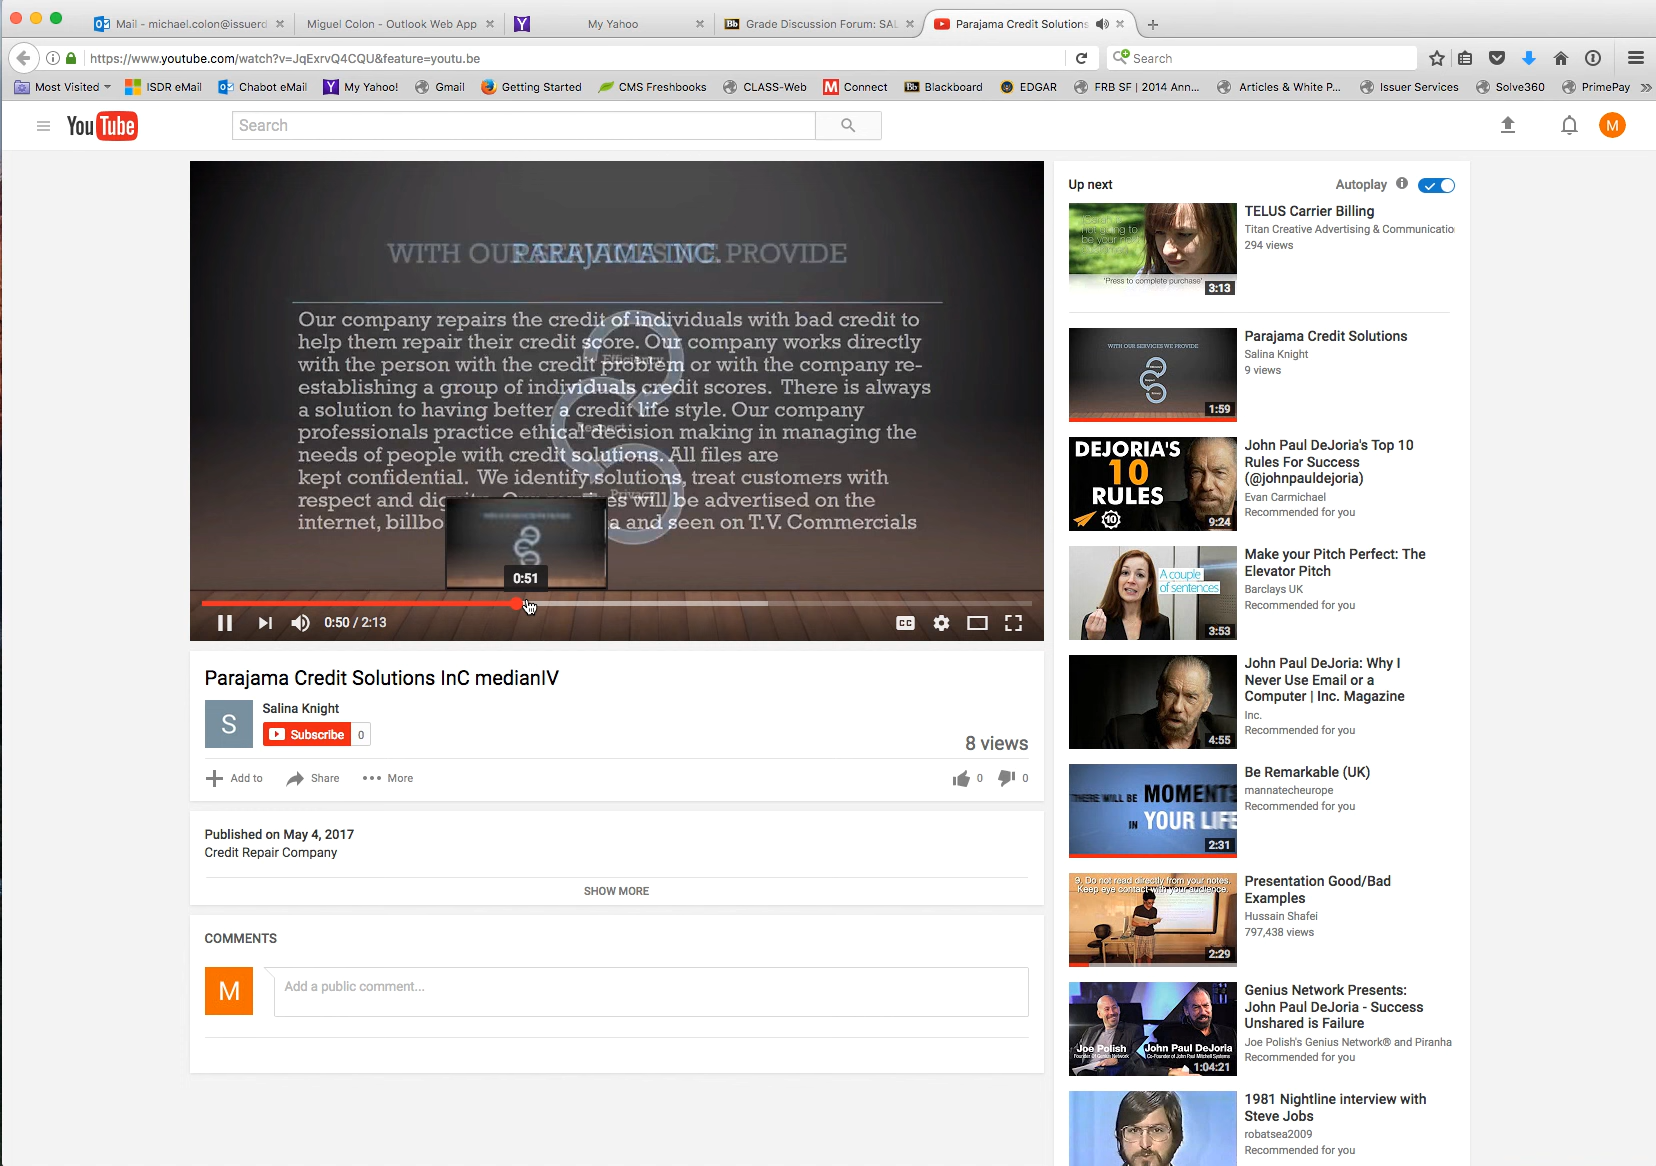 Mail - michael.colon@issuerd
Miguel Colon - Outlook Web App
My Yahoo
Bb Grade Discussion Forum: SAL
Parajama Credit Solutions
https://www.youtube.com/watch?v=JqExrvQ4CQU&feature=youtu.be
Search
Most Visited
ISDR eMail
Chabot eMail
My Yahoo!
Gmail
Getting Started
CMS Freshbooks
CLASS-Web
M Connect
Bb Blackboard
EDGAR
FRB SF | 2014 Ann...
Articles & White P...
Issuer Services
Solve360
PrimePay
YouTube
Search
M
WITH OUR SERVICES WE PROVIDE
PARAJAMA INC.
Our company repairs the credit of individuals with bad credit to
help them repair their credit score. Our company works directly
with the person with the credit problem or with the company re-
establishing a group of individuals credit scores. There is always
a solution to having better a credit life style. Our company
professionals practice ethical decision making in managing the
needs of people with credit solutions. All files are
kept confidential. We identify solutions, treat customers with
respect and dignity. will be advertised on the
internet, billbo a and seen on T.V. Commercials
Efficiency
Respect
Privacy
0:51
0:50 / 2:13
CC
Parajama Credit Solutions InC medianIV
S
Salina Knight
Subscribe 0
8 views
Add to
Share
More
0
0
Published on May 4, 2017
Credit Repair Company
SHOW MORE
COMMENTS
M
Add a public comment...
Up next
Autoplay
'Press to complete purchase'
3:13
TELUS Carrier Billing
Titan Creative Advertising & Communicatio
294 views
WITH OUR SERVICES WE PROVIDE
1:59
Parajama Credit Solutions
Salina Knight
9 views
DEJORIA'S
10
RULES
10
9:24
John Paul DeJoria's Top 10
Rules For Success
(@johnpauldejoria)
Evan Carmichael
Recommended for you
A couple
of sentences
3:53
Make your Pitch Perfect: The
Elevator Pitch
Barclays UK
Recommended for you
4:55
John Paul DeJoria: Why I
Never Use Email or a
Computer | Inc. Magazine
Inc.
Recommended for you
THERE WILL BE MOMENTS
IN YOUR LIFE
2:31
Be Remarkable (UK)
mannatecheurope
Recommended for you
9. Do not read directly from your notes.
Keep eye contact with your audience.
2:29
Presentation Good/Bad
Examples
Hussain Shafei
797,438 views
Joe Polish
Founder Of Genius Network
John Paul DeJoria
Co-Founder of John Paul Mitchell Systems
1:04:21
Genius Network Presents:
John Paul DeJoria - Success
Unshared is Failure
Joe Polish's Genius Network® and Piranha
Recommended for you
1981 Nightline interview with
Steve Jobs
robatsea2009
Recommended for you